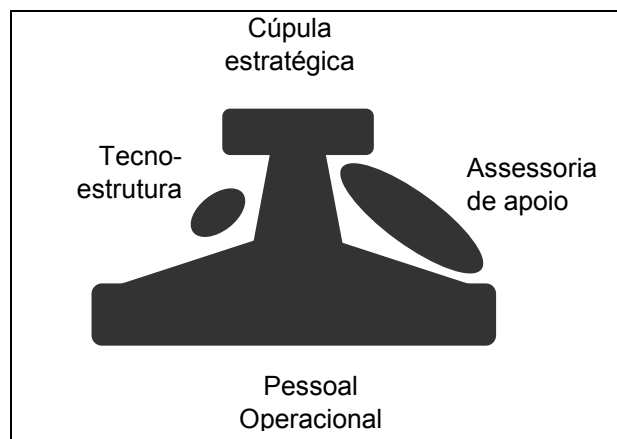 Cúpula
estratégica
Tecno-
estrutura
Assessoria
de apoio
Pessoal
Operacional